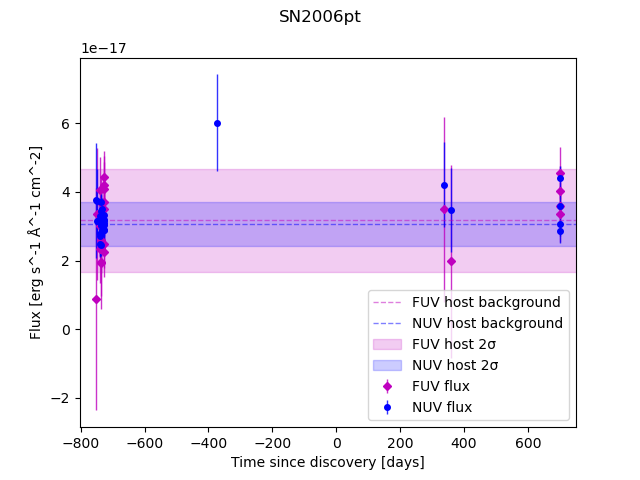 SN2006pt
1e−17
Flux [erg s^-1 Å^-1 cm^-2]
6
4
2
0
−2
FUV host background
NUV host background
FUV host 2σ
NUV host 2σ
FUV flux
NUV flux
−800 −600 −400 −200 0 200 400 600
Time since discovery [days]